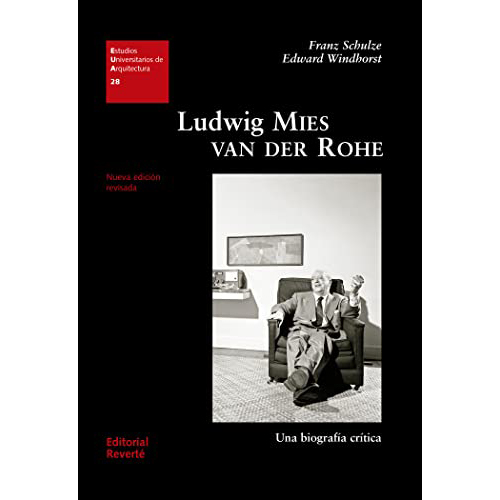 Estudios
Universitarios de
Arquitectura
28
Franz Schulze
Edward Windhorst
Ludwig MIES
VAN DER ROHE
Nueva edición
revisada
Una biografía crítica
Editorial
Reverté